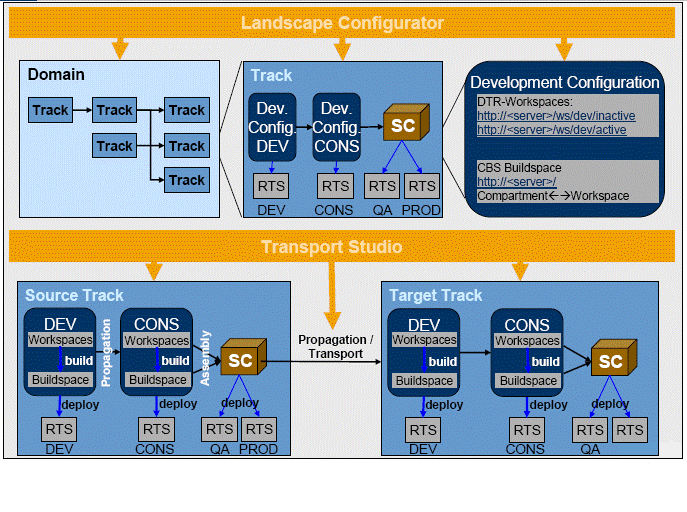 Landscape Configurator
Domain
Track
Track
Track
Track
Track
Track
Track
Dev.
Config.
DEV
Dev.
Config.
CONS
SC
RTS
RTS
RTS
RTS
DEV
CONS
QA
PROD
Development Configuration
DTR-Workspaces:
http://<server>/ws/dev/inactive
http://<server>/ws/dev/active
CBS Buildspace
http://<server>/
Compartment←→Workspace
Transport Studio
Source Track
DEV
Workspaces
build
Buildspace
Propagation
CONS
Workspaces
build
Buildspace
Assembly
SC
deploy
deploy
deploy
RTS
RTS
RTS
RTS
DEV
CONS
QA
PROD
Propagation /
Transport
Target Track
DEV
Workspaces
build
Buildspace
CONS
Workspaces
build
Buildspace
SC
deploy
deploy
deploy
RTS
RTS
RTS
RTS
DEV
CONS
QA